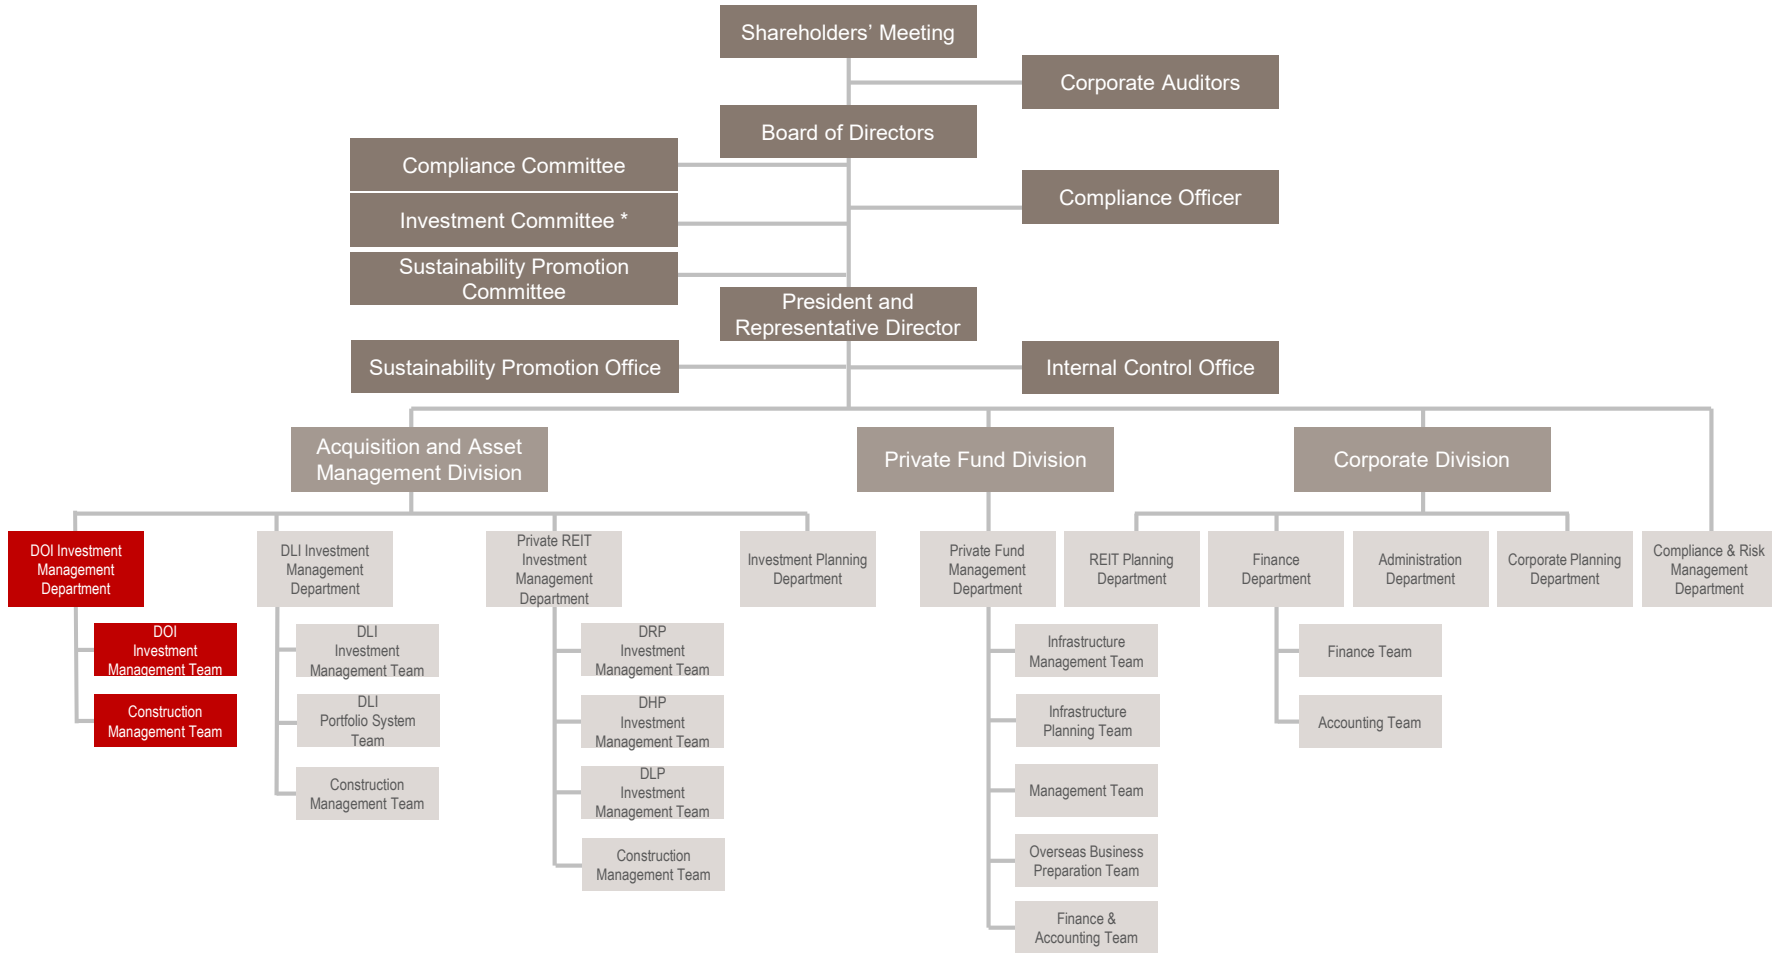 Shareholders’ Meeting
Corporate Auditors
Board of Directors
Compliance Committee
Compliance Officer
Investment Committee *
Sustainability Promotion
Committee
President and
Representative Director
Sustainability Promotion Office
Internal Control Office
Acquisition and Asset
Management Division
Private Fund Division
Corporate Division
DOI Investment
Management
Department
DLI Investment
Management
Department
Private REIT
Investment
Management
Department
Investment Planning
Department
Private Fund
Management
Department
REIT Planning
Department
Finance
Department
Administration
Department
Corporate Planning
Department
Compliance & Risk
Management
Department
DOI
Investment
Management Team
Construction
Management Team
DLI
Investment
Management Team
DLI
Portfolio System
Team
Construction
Management Team
DRP
Investment
Management Team
DHP
Investment
Management Team
DLP
Investment
Management Team
Construction
Management Team
Infrastructure
Management Team
Infrastructure
Planning Team
Management Team
Overseas Business
Preparation Team
Finance &
Accounting Team
Finance Team
Accounting Team